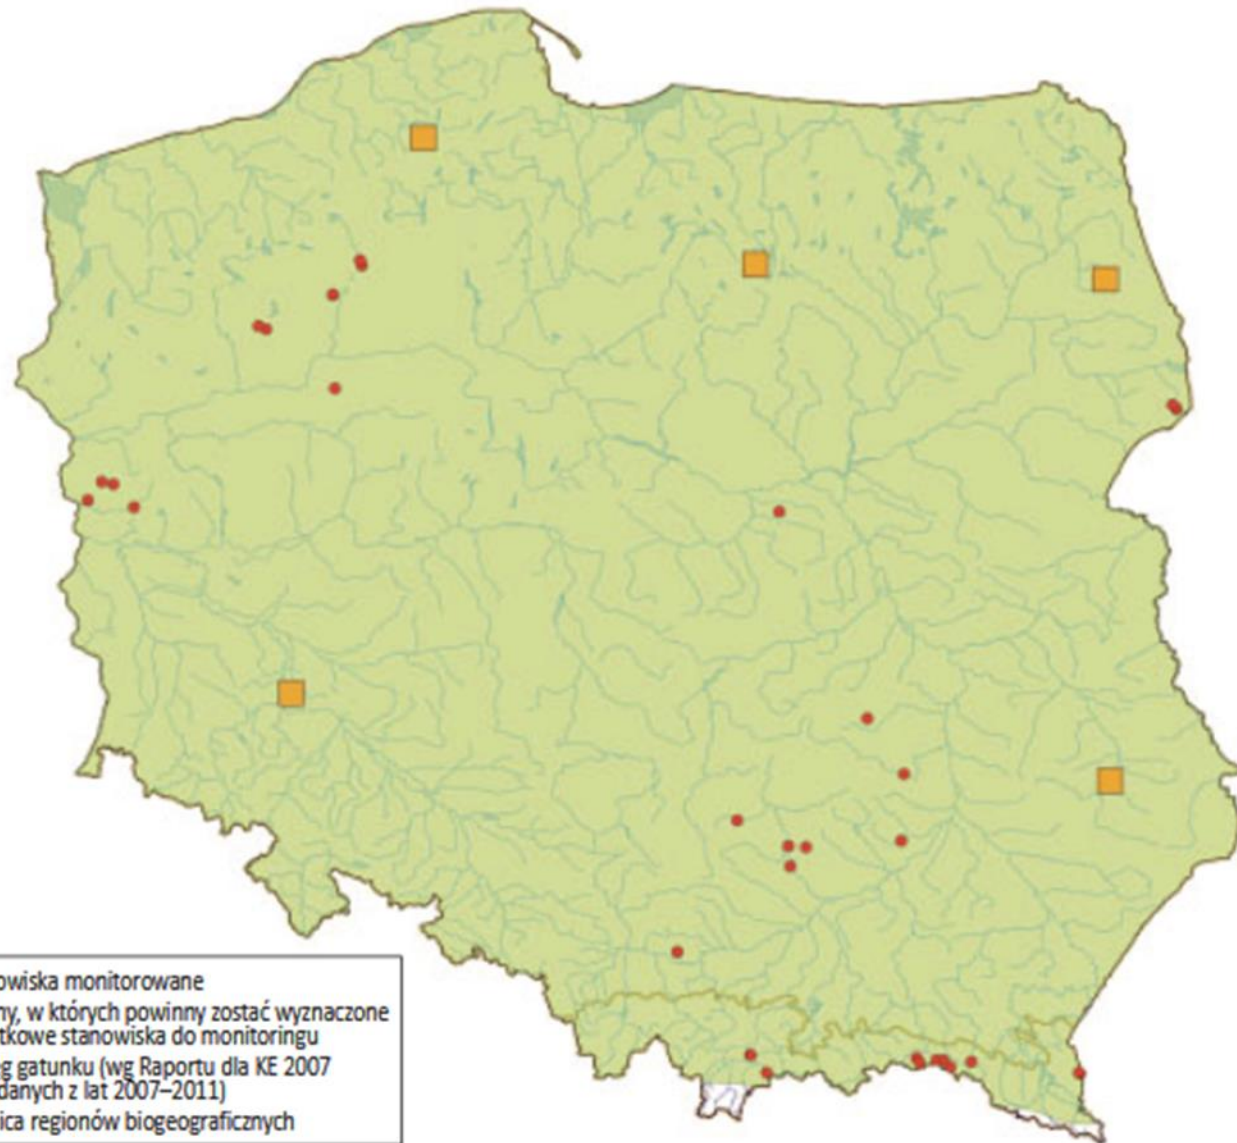 owiska monitorowane
ny, w których powinny zostać wyznaczone
tkowe stanowiska do monitoringu
eg gatunku (wg Raportu dla KE 2007
danych z lat 2007–2011)
ica regionów biogeograficznych